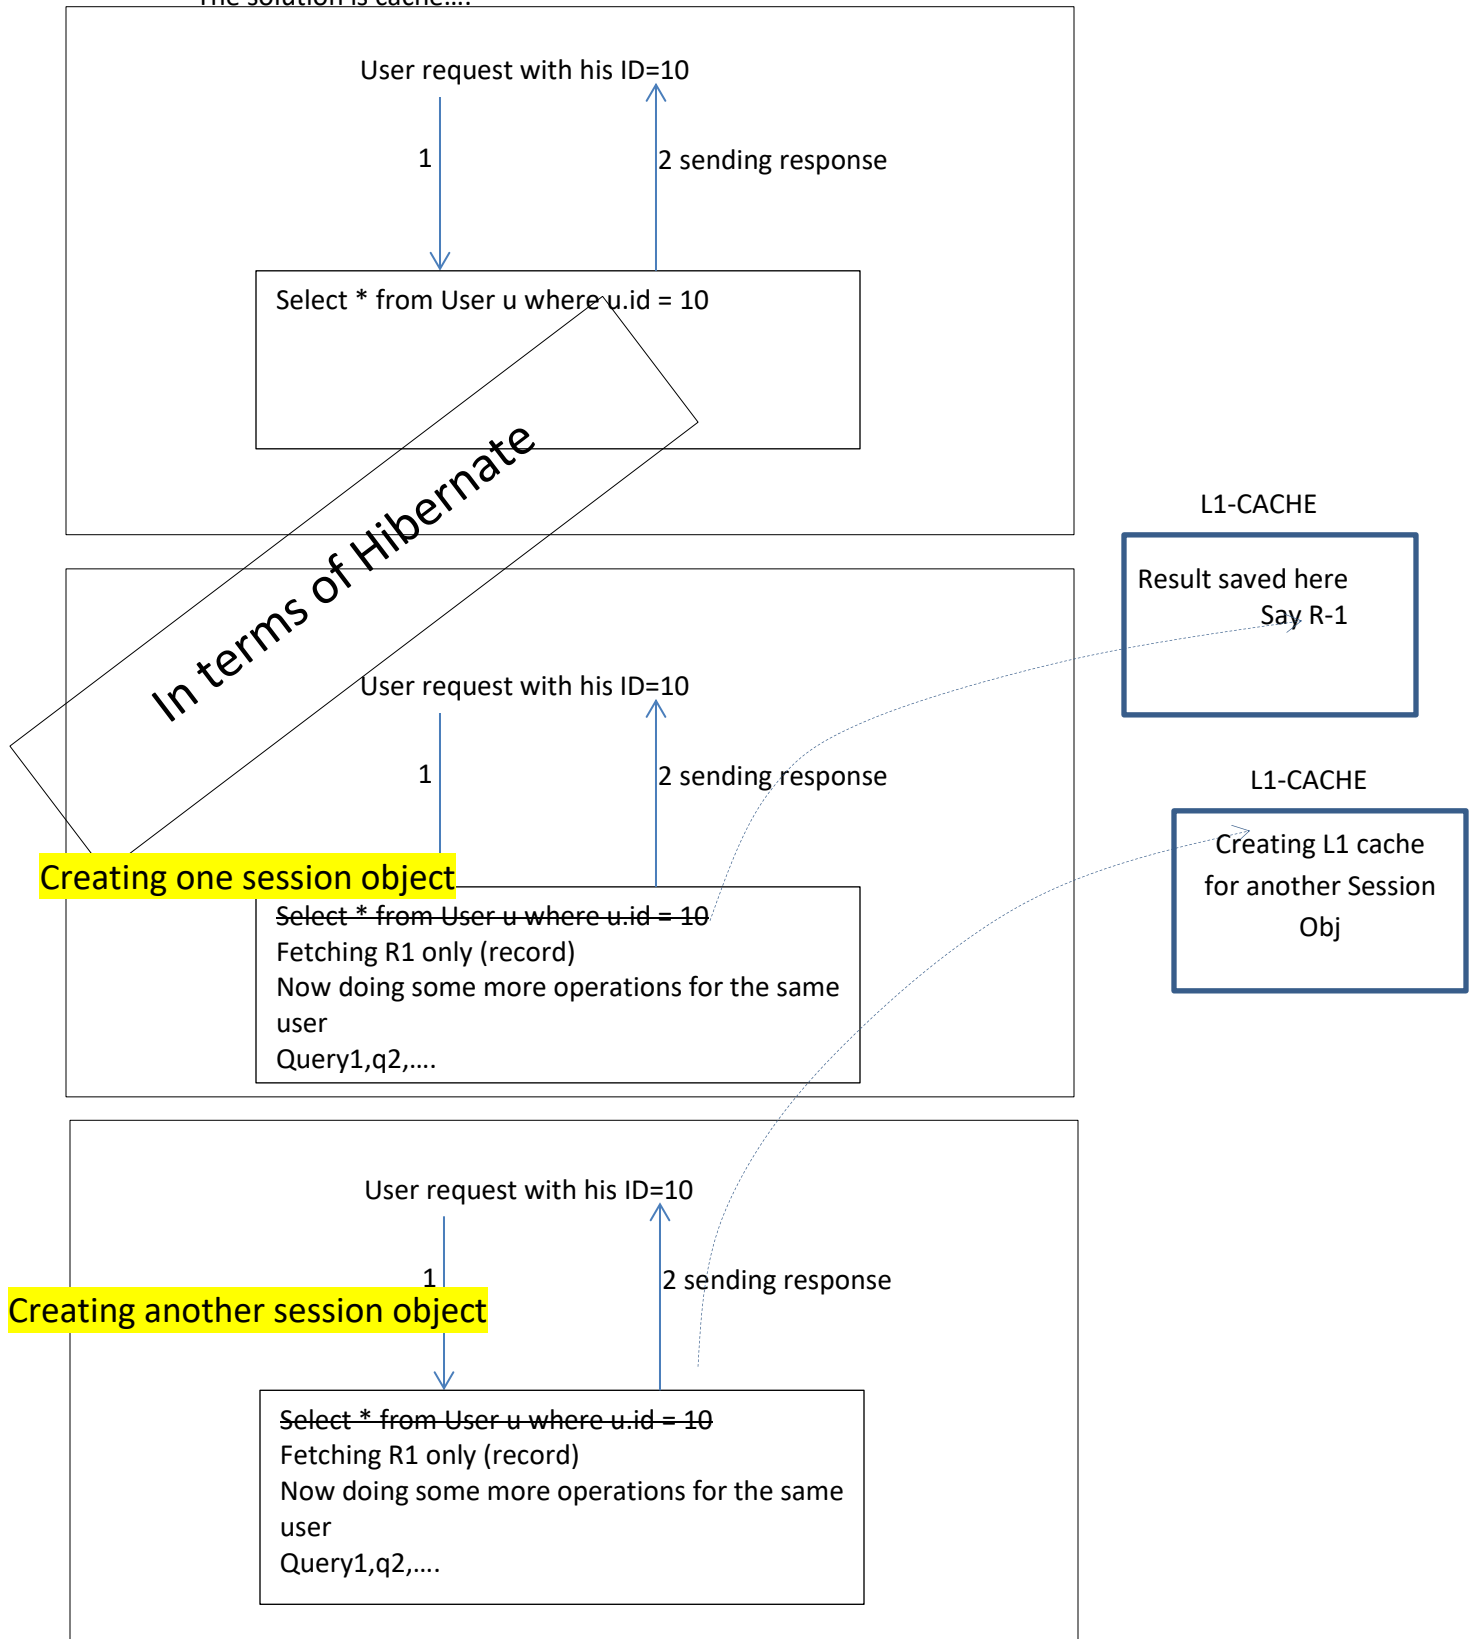 The solution is cache….
User request with his ID=10
1
2 sending response
Select * from User u where u.id = 10
In terms of Hibernate
L1-CACHE
Result saved here
Say R-1
User request with his ID=10
1
2 sending response
L1-CACHE
Creating L1 cache
for another Session
Obj
Creating one session object
Select * from User u where u.id = 10
Fetching R1 only (record)
Now doing some more operations for the same
user
Query1,q2,….
User request with his ID=10
1
2 sending response
Creating another session object
Select * from User u where u.id = 10
Fetching R1 only (record)
Now doing some more operations for the same
user
Query1,q2,….